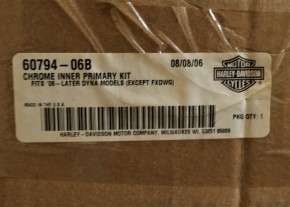 60794-06B 08/08/06
CHROME INNER PRIMARY KIT
FITS '06-LATER DYNA MODELS (EXCEPT FXDWG)
MOTOR
HARLEY-DAVIDSON
CYCLES
MADE IN U.S.A.
PKG QTY: 1
HARLEY-DAVIDSON MOTOR COMPANY, MILWAUKEE WI 53201